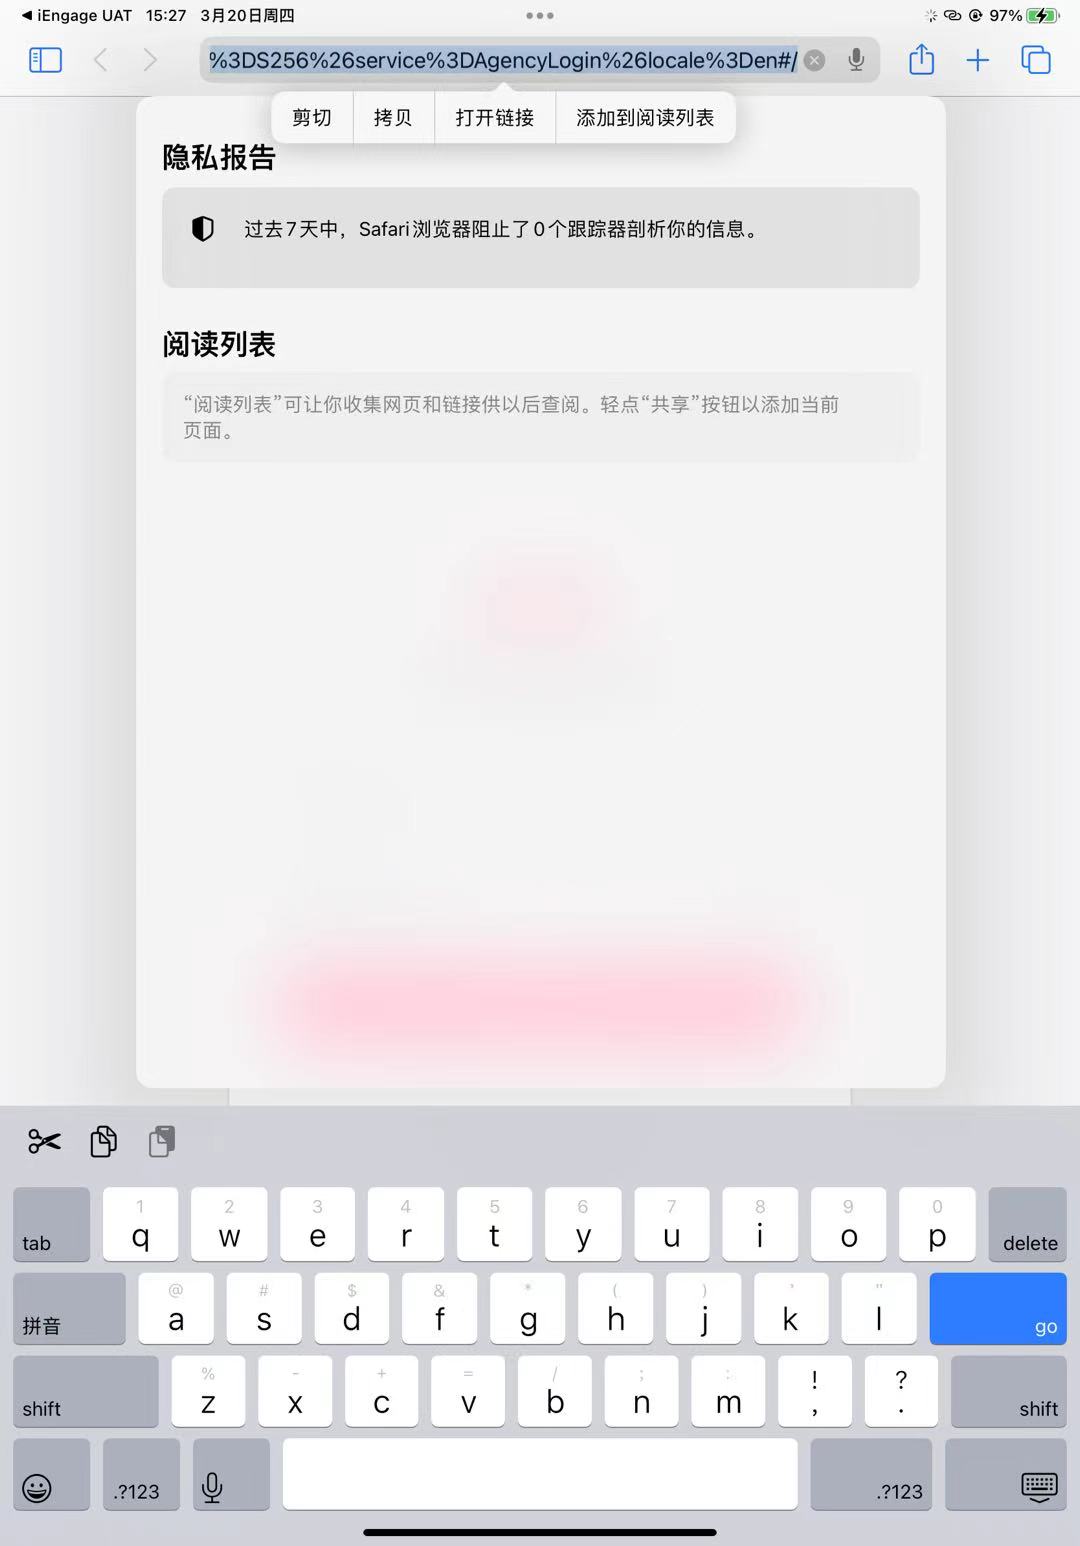 ◀ iEngage UAT 15:27 3月20日周四 97%
%3DS256%26service%3DAgencyLogin%26locale%3Den#/
剪切 拷贝 打开链接 添加到阅读列表
隐私报告
过去7天中，Safari浏览器阻止了0个跟踪器剖析你的信息。
阅读列表
“阅读列表”可让你收集网页和链接供以后查阅。轻点“共享”按钮以添加当前
页面。
1 2 3 4 5 6 7 8 9 0
tab q w e r t y u i o p delete
@ # $ & * ( ) ' "
拼音 a s d f g h j k l go
% - + = / ; : ! ?
shift z x c v b n m , . shift
.?123 .?123